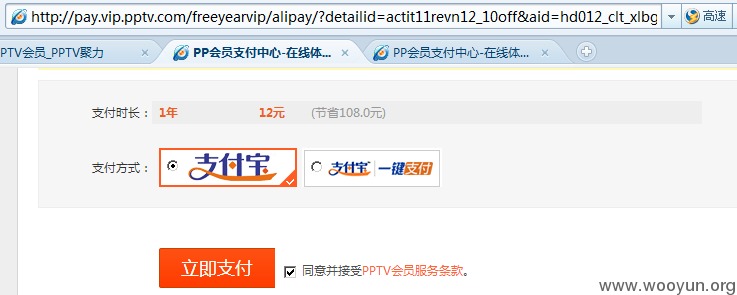 http://pay.vip.pptv.com/freeyearvip/alipay/?detailid=actit11revn12_10off&aid=hd012_clt_xlbg
高速
PTV会员_PPTV聚力
PP会员支付中心-在线体...
PP会员支付中心-在线体...
支付时长： 1年 12元 (节省108.0元)
支付方式： 支付宝 支付宝 一键支付
立即支付 同意并接受PPTV会员服务条款。
www.wooyun.org